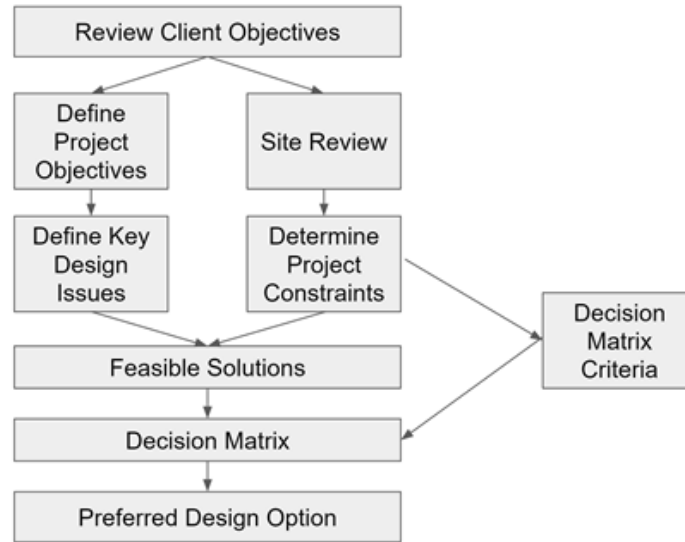 Review Client Objectives
Define
Project
Objectives
Site Review
Define Key
Design
Issues
Determine
Project
Constraints
Decision
Matrix
Criteria
Feasible Solutions
Decision Matrix
Preferred Design Option